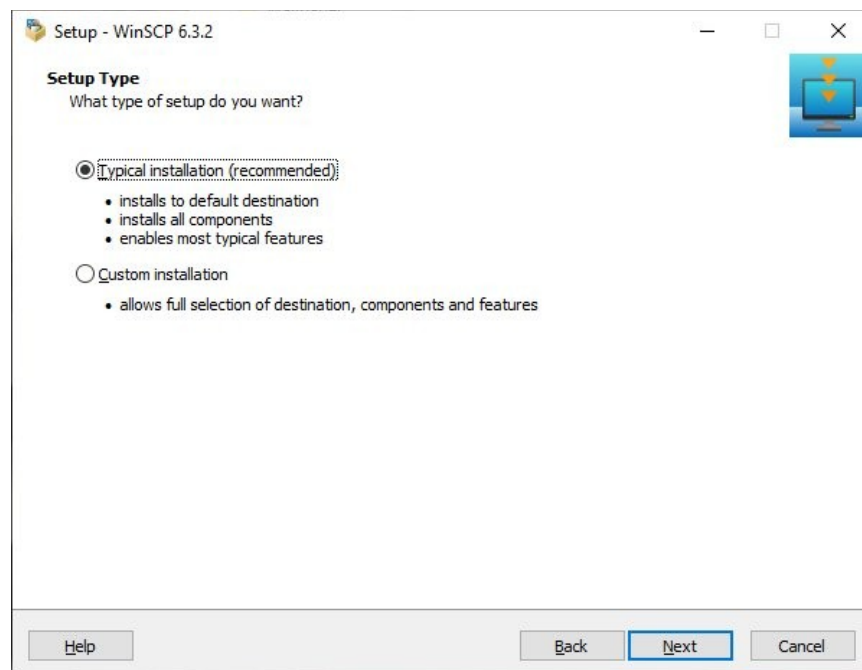 Setup - WinSCP 6.3.2
Setup Type
What type of setup do you want?
Typical installation (recommended)
• installs to default destination
• installs all components
• enables most typical features
Custom installation
• allows full selection of destination, components and features
Help
Back
Next
Cancel